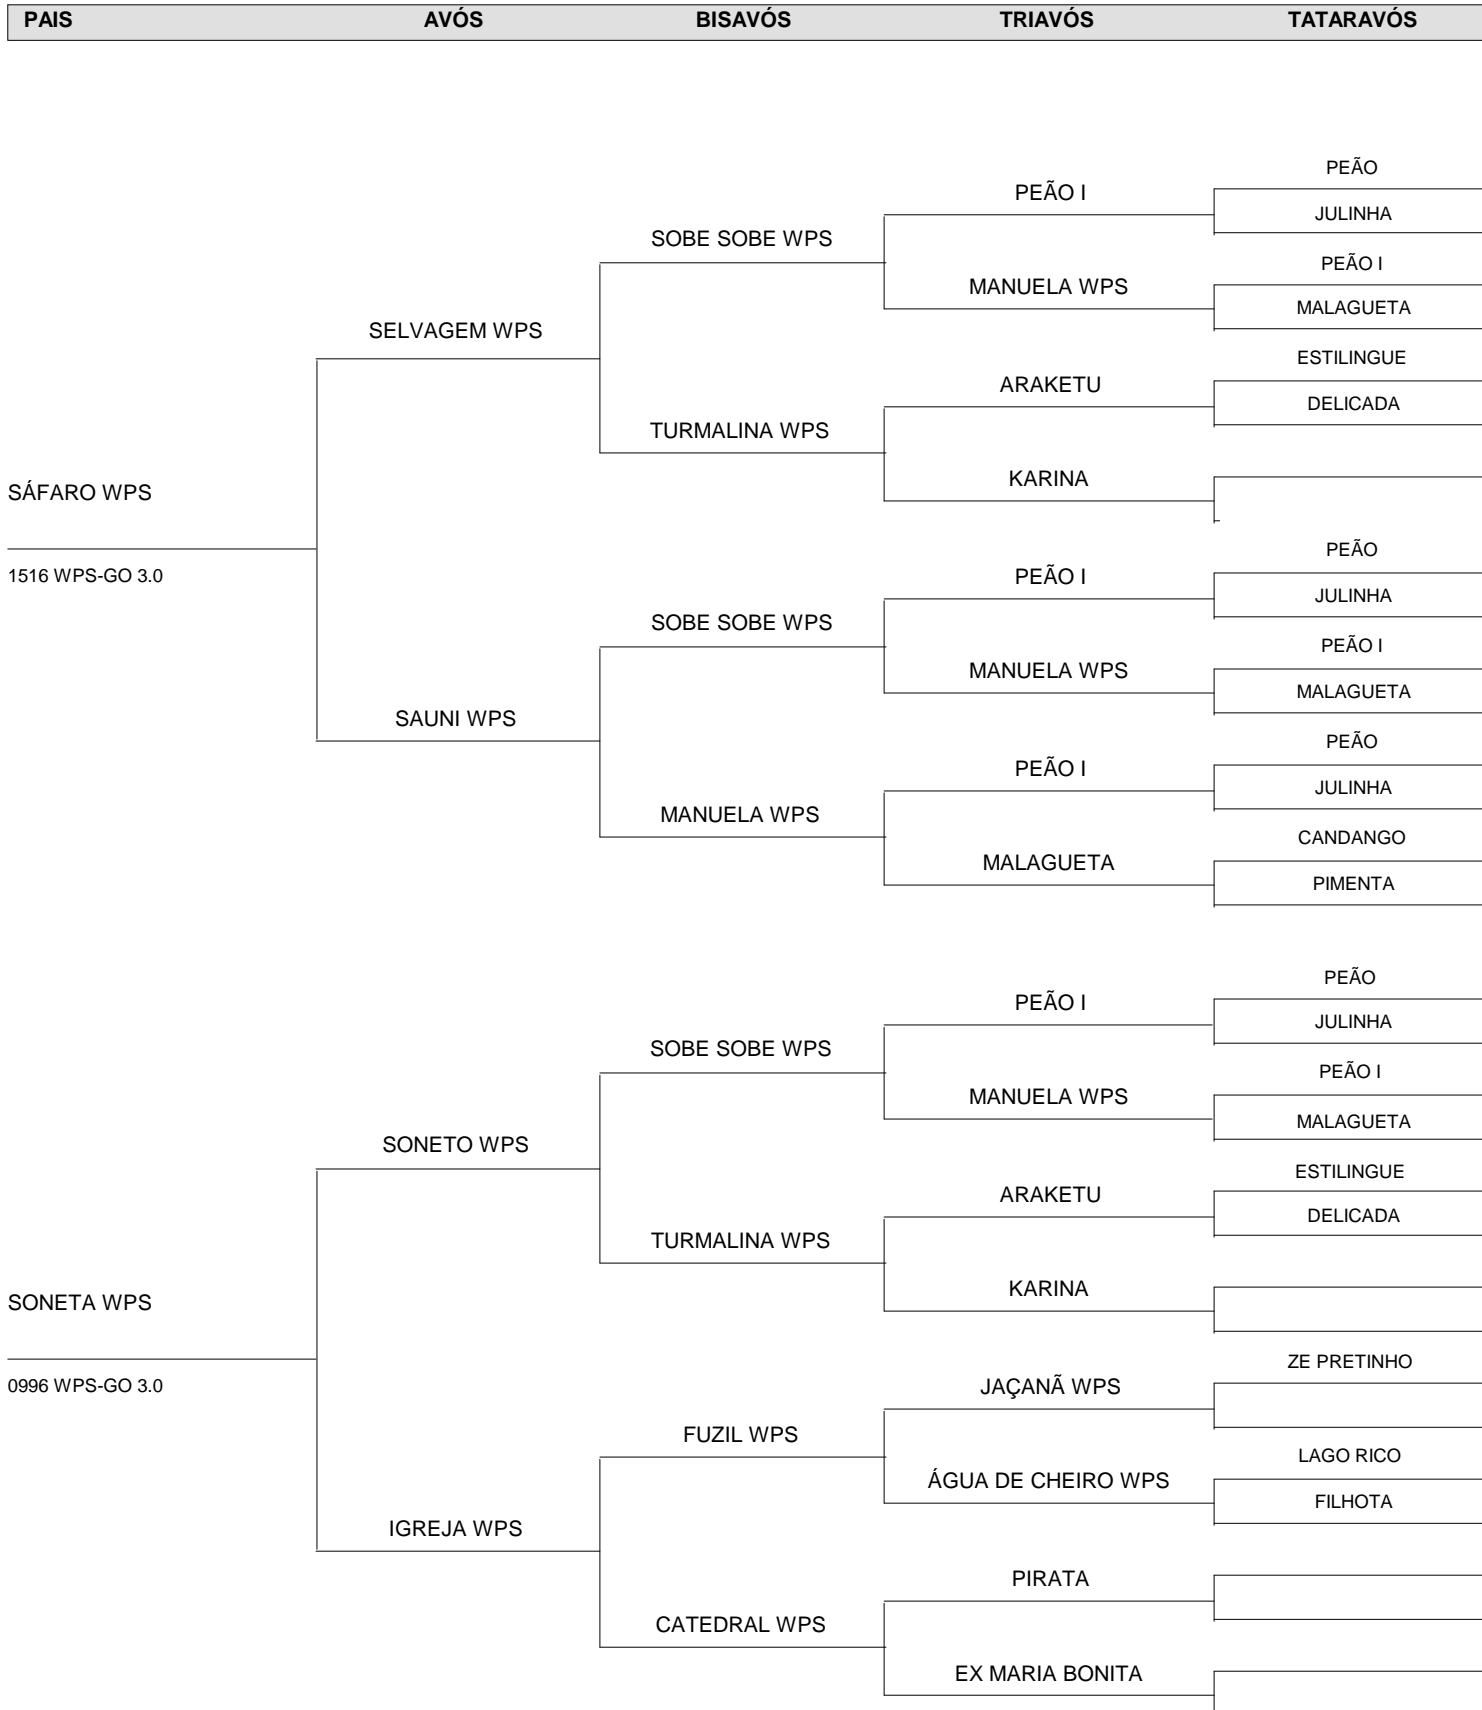 PAIS AVÓS BISAVÓS TRIAVÓS TATARAVÓS
PEÃO
PEÃO I
JULINHA
SOBE SOBE WPS
PEÃO I
MANUELA WPS
MALAGUETA
SELVAGEM WPS
ESTILINGUE
ARAKETU
DELICADA
TURMALINA WPS
KARINA
SÁFARO WPS
PEÃO
1516 WPS-GO 3.0
PEÃO I
JULINHA
SOBE SOBE WPS
PEÃO I
MANUELA WPS
MALAGUETA
SAUNI WPS
PEÃO
PEÃO I
JULINHA
MANUELA WPS
CANDANGO
MALAGUETA
PIMENTA
PEÃO
PEÃO I
JULINHA
SOBE SOBE WPS
PEÃO I
MANUELA WPS
MALAGUETA
SONETO WPS
ESTILINGUE
ARAKETU
DELICADA
TURMALINA WPS
KARINA
SONETA WPS
ZE PRETINHO
0996 WPS-GO 3.0
JAÇANÃ WPS
FUZIL WPS
LAGO RICO
ÁGUA DE CHEIRO WPS
FILHOTA
IGREJA WPS
PIRATA
CATEDRAL WPS
EX MARIA BONITA